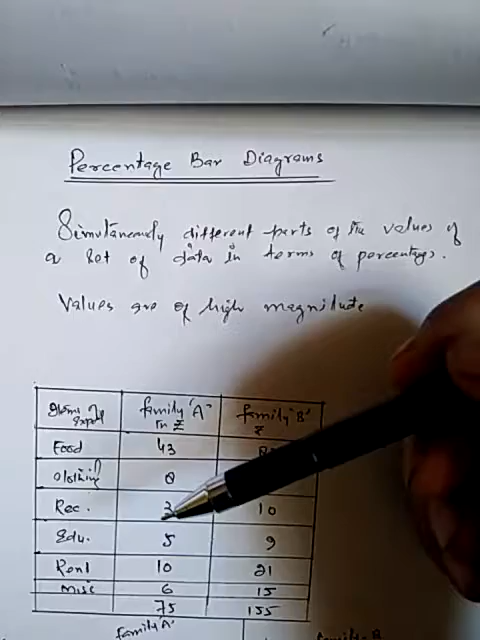 Percentage Bar Diagrams
Simultaneously different parts of the values of
a set of data in terms of percentages.
Values are of high magnitude
Items of Expd family 'A' in ₹ family 'B' ₹
Food 43
Clothing 8
Rec. 3 10
Edu. 5 9
Rent 10 21
Misc 6 15
75 155
family A'